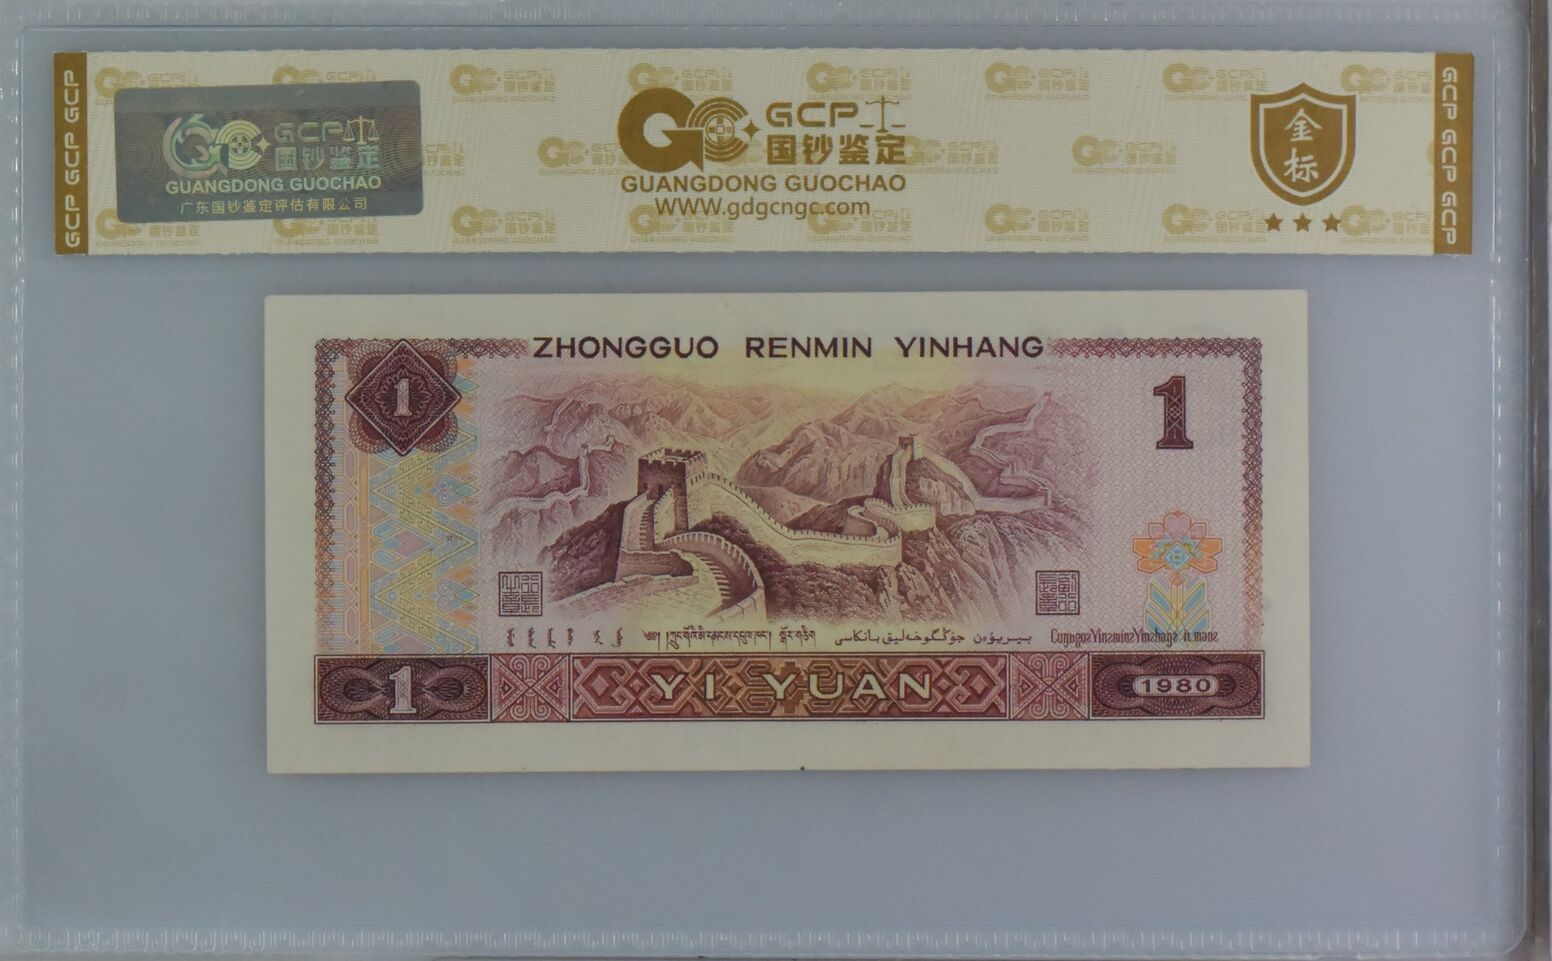 GCP GCP GCP
GCP
国钞鉴定
GUANGDONG GUOCHAO
广东国钞鉴定评估有限公司
GCP
国钞鉴定
GUANGDONG GUOCHAO
www.gdgcngc.com
金标
GCP GCP GCP
ZHONGGUO RENMIN YINHANG
1
1
1
YI YUAN
1980